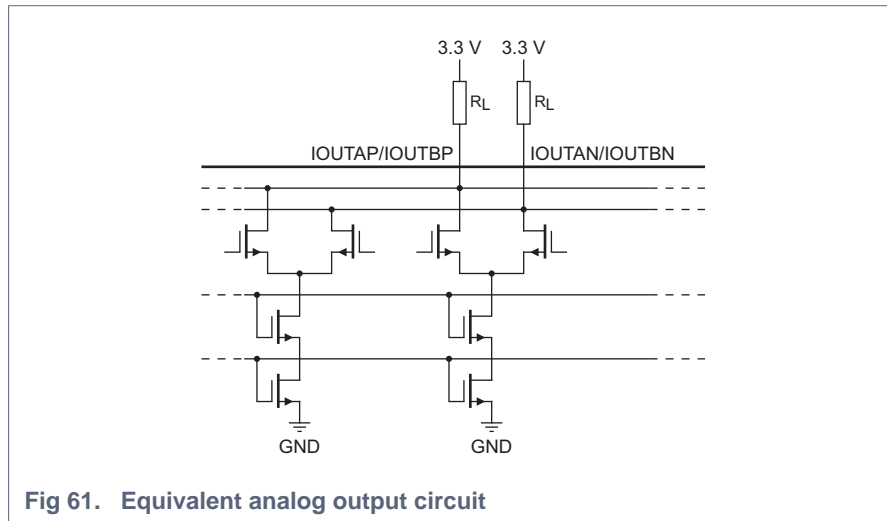 3.3 V 3.3 V
RL RL
IOUTAP/IOUTBP IOUTAN/IOUTBN
GND GND
Fig 61. Equivalent analog output circuit